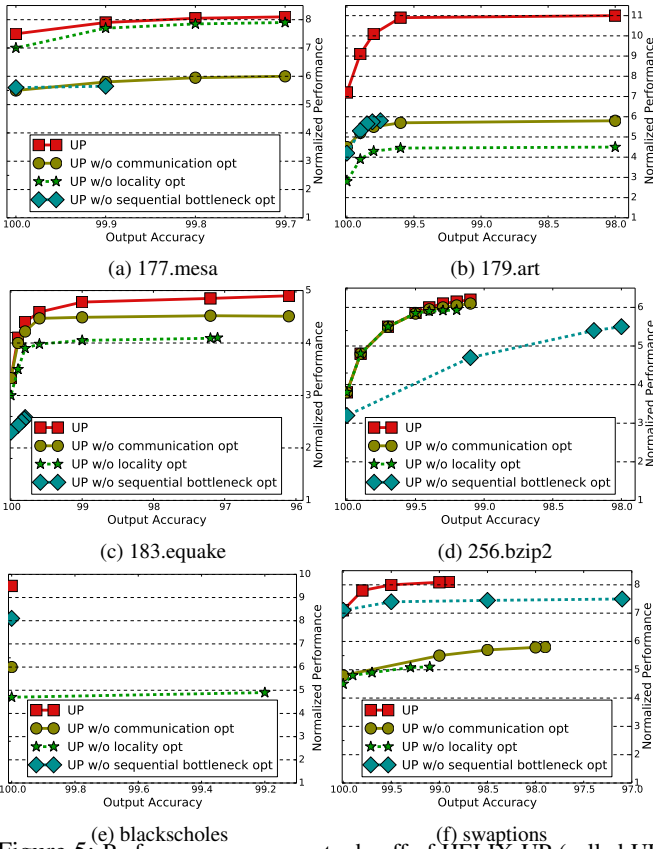 8
7
6
5
4
3
2
1
Normalized Performance
UP
UP w/o communication opt
UP w/o locality opt
UP w/o sequential bottleneck opt
100.0 99.9 99.8 99.7
Output Accuracy
(a) 177.mesa
11
10
9
8
7
6
5
4
3
2
1
Normalized Performance
UP
UP w/o communication opt
UP w/o locality opt
UP w/o sequential bottleneck opt
100.0 99.5 99.0 98.5
Output Accuracy
(b) 179.art
5
4
3
2
1
Normalized Performance
UP
UP w/o communication opt
UP w/o locality opt
UP w/o sequential bottleneck opt
100 99 98 97 96
Output Accuracy
(c) 183.equake
6
5
4
3
2
1
Normalized Performance
UP
UP w/o communication opt
UP w/o locality opt
UP w/o sequential bottleneck opt
100.0 99.5 99.0 98.5 98.0
Output Accuracy
(d) 256.bzip2
10
9
8
7
6
5
4
3
2
1
Normalized Performance
UP
UP w/o communication opt
UP w/o locality opt
UP w/o sequential bottleneck opt
100.0 99.8 99.6 99.4 99.2
Output Accuracy
(e) blackscholes
8
7
6
5
4
3
2
1
Normalized Performance
UP
UP w/o communication opt
UP w/o locality opt
UP w/o sequential bottleneck opt
100.0 99.5 99.0 98.5 98.0 97.5 97.0
Output Accuracy
(f) swaptions